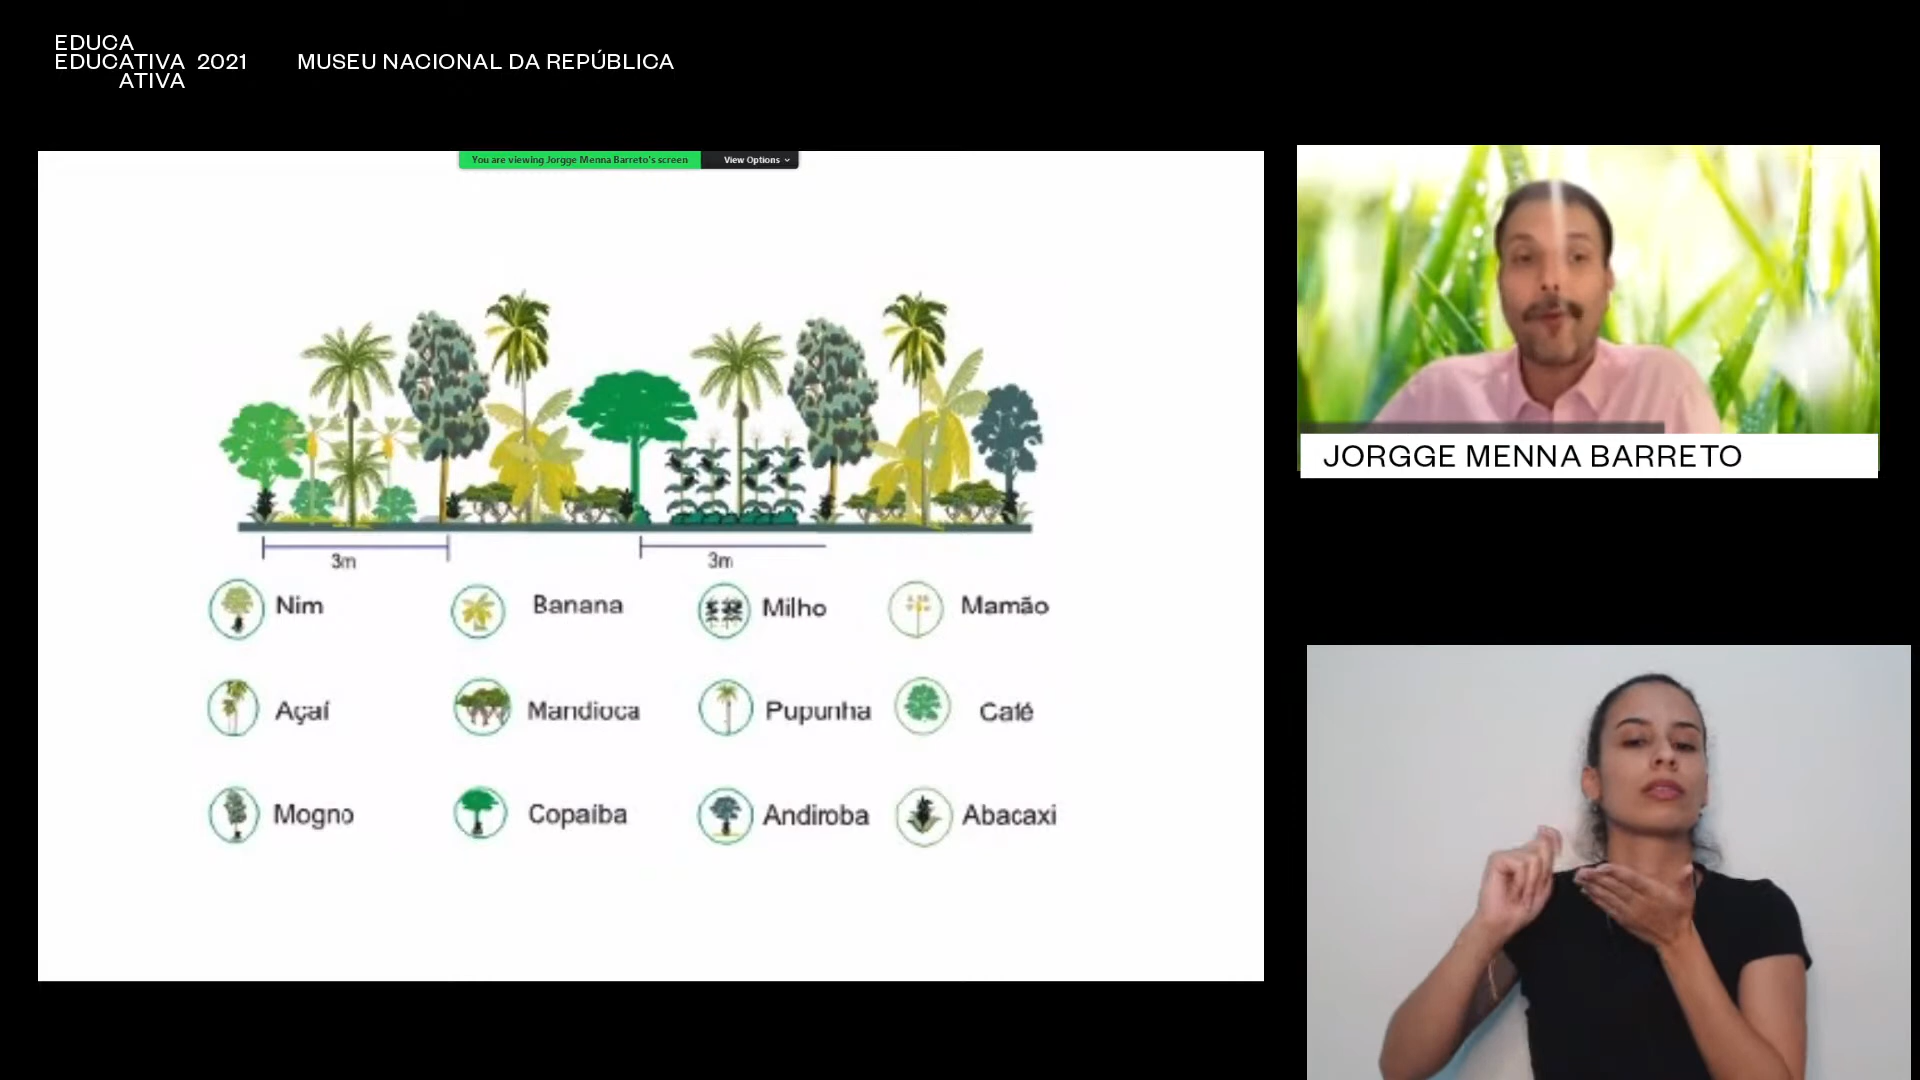 EDUCA
EDUCATIVA 2021
ATIVA
MUSEU NACIONAL DA REPÚBLICA
You are viewing Jorgge Menna Barreto's screen
View Options
JORGGE MENNA BARRETO
3m
3m
Nim
Banana
Milho
Mamão
Açaí
Mandioca
Pupunha
Café
Mogno
Copaíba
Andiroba
Abacaxi